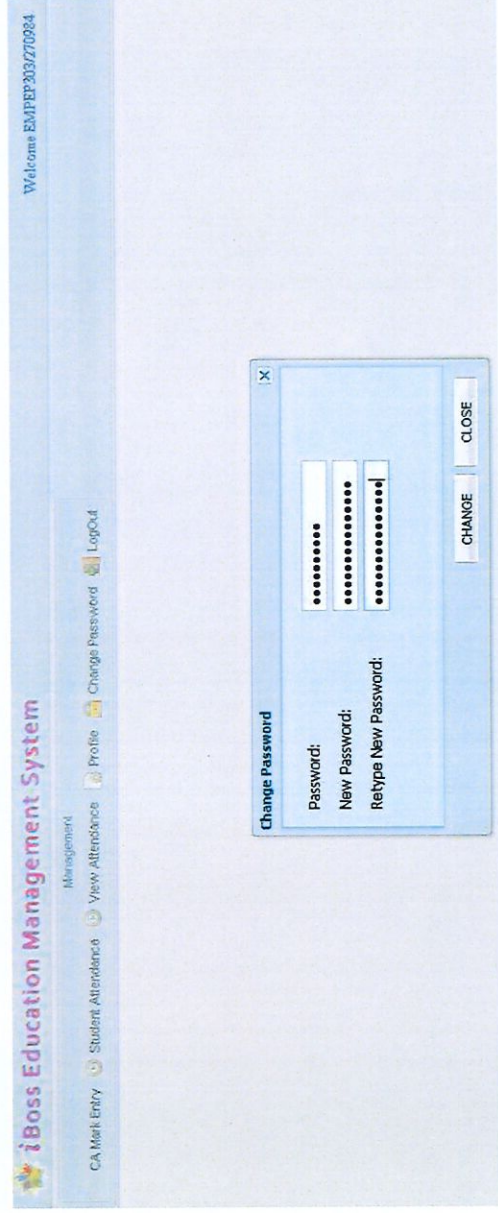 iBoss Education Management System
Welcome EMPEP303/270984
Management
CA Mark Entry Student Attendance View Attendance Profile Change Password LogOut
Change Password
Password: ••••••••••
New Password: ••••••••••••••••
Retype New Password: ••••••••••••••••
CHANGE CLOSE